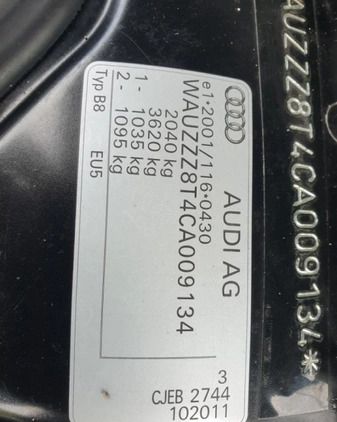 AUDI AG
e1*2001/116*0430
WAUZZZ8T4CA009134
2040 kg
3620 kg
1- 1035 kg
2- 1095 kg
Typ B8 EU5
3
CJEB 2744
102011
AUZZZ8T4CA009134*